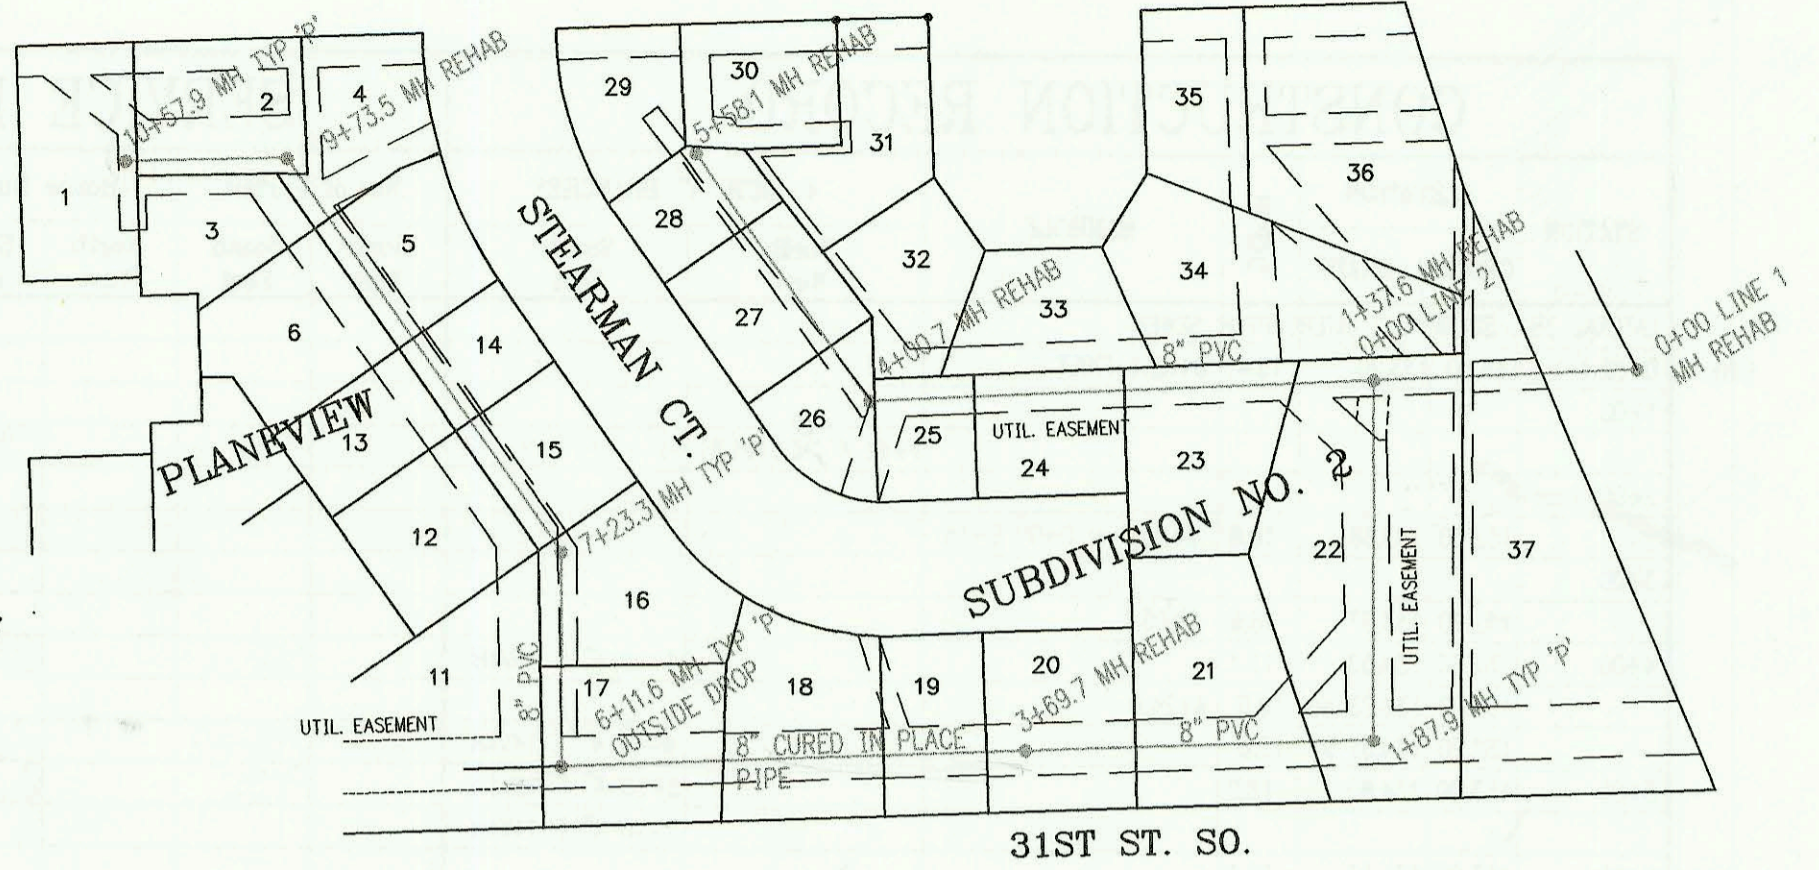 10+57.9 MH TYP 'P'
9+73.5 MH REHAB
5+58.1 MH REHAB
1
2
3
4
5
6
29
30
31
28
27
26
32
33
34
35
36
STEARMAN CT.
4+00.7 MH REHAB
8" PVC
1+37.6 MH REHAB
0+00 LINE 2
0+00 LINE 1
MH REHAB
14
15
13
12
11
PLANEVIEW
25
UTIL. EASEMENT
24
23
22
37
7+23.3 MH TYP 'P'
SUBDIVISION NO. 2
UTIL. EASEMENT
16
17
18
19
20
21
8" PVC
6+11.6 MH TYP 'P'
OUTSIDE DROP
3+69.7 MH REHAB
8" PVC
1+87.9 MH TYP 'P'
UTIL. EASEMENT
8" CURED IN PLACE
PIPE
31ST ST. SO.
CONSTRUCTION RECORD